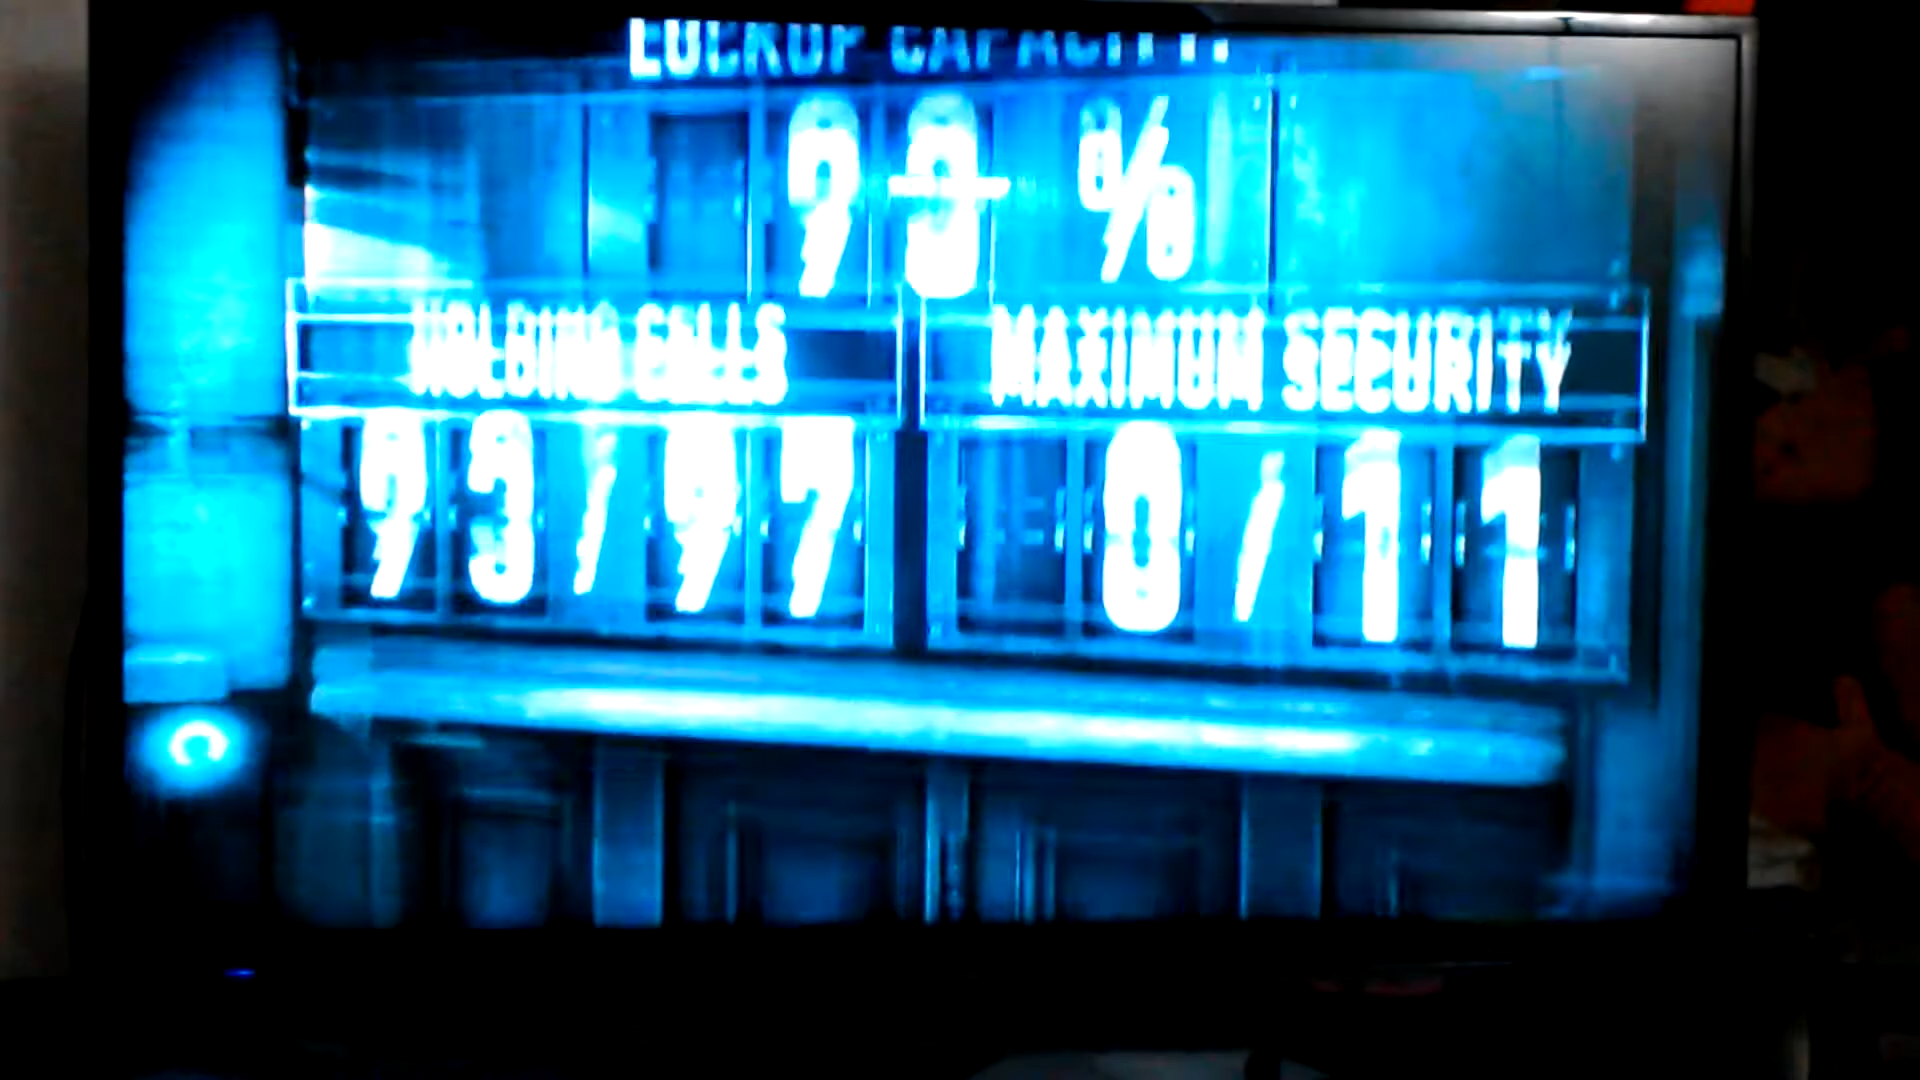 LOCKUP CAPACITY
%
HOLDING CELLS MAXIMUM SECURITY
93/97 0/11